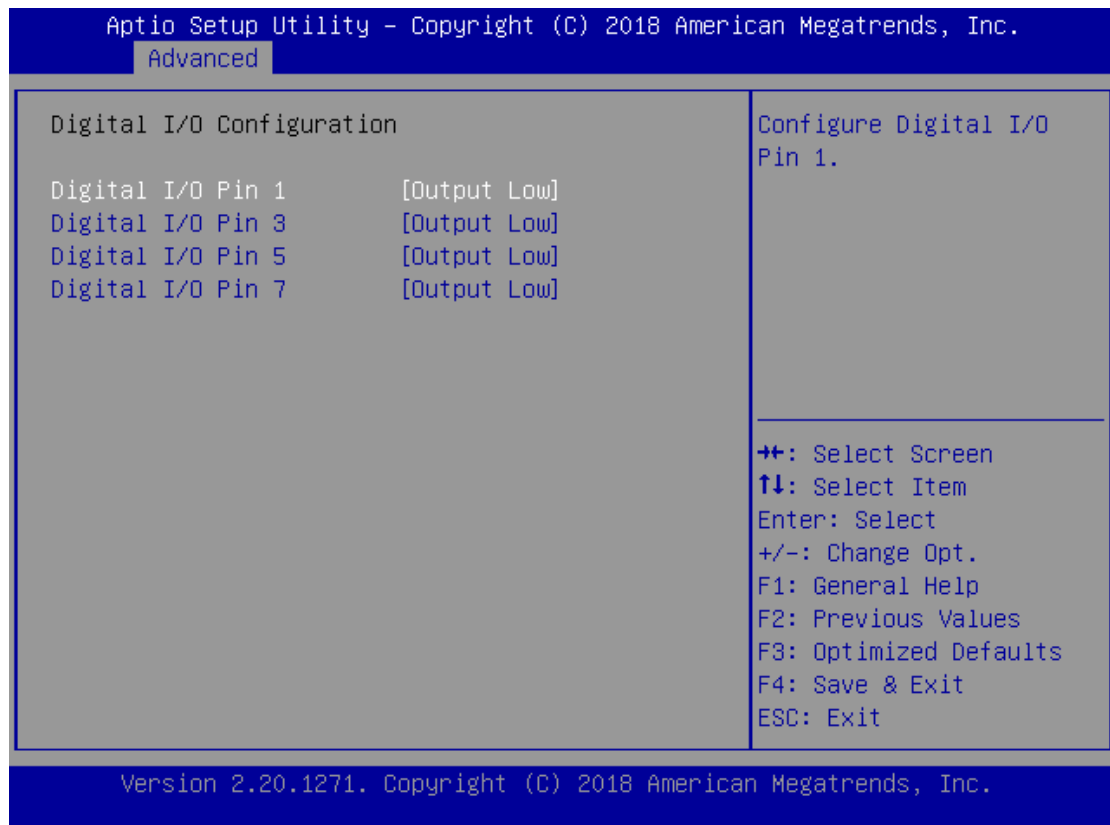 Aptio Setup Utility – Copyright (C) 2018 American Megatrends, Inc.
Advanced
Digital I/O Configuration
Digital I/O Pin 1 [Output Low]
Digital I/O Pin 3 [Output Low]
Digital I/O Pin 5 [Output Low]
Digital I/O Pin 7 [Output Low]
Configure Digital I/O
Pin 1.
→←: Select Screen
↑↓: Select Item
Enter: Select
+/-: Change Opt.
F1: General Help
F2: Previous Values
F3: Optimized Defaults
F4: Save & Exit
ESC: Exit
Version 2.20.1271. Copyright (C) 2018 American Megatrends, Inc.